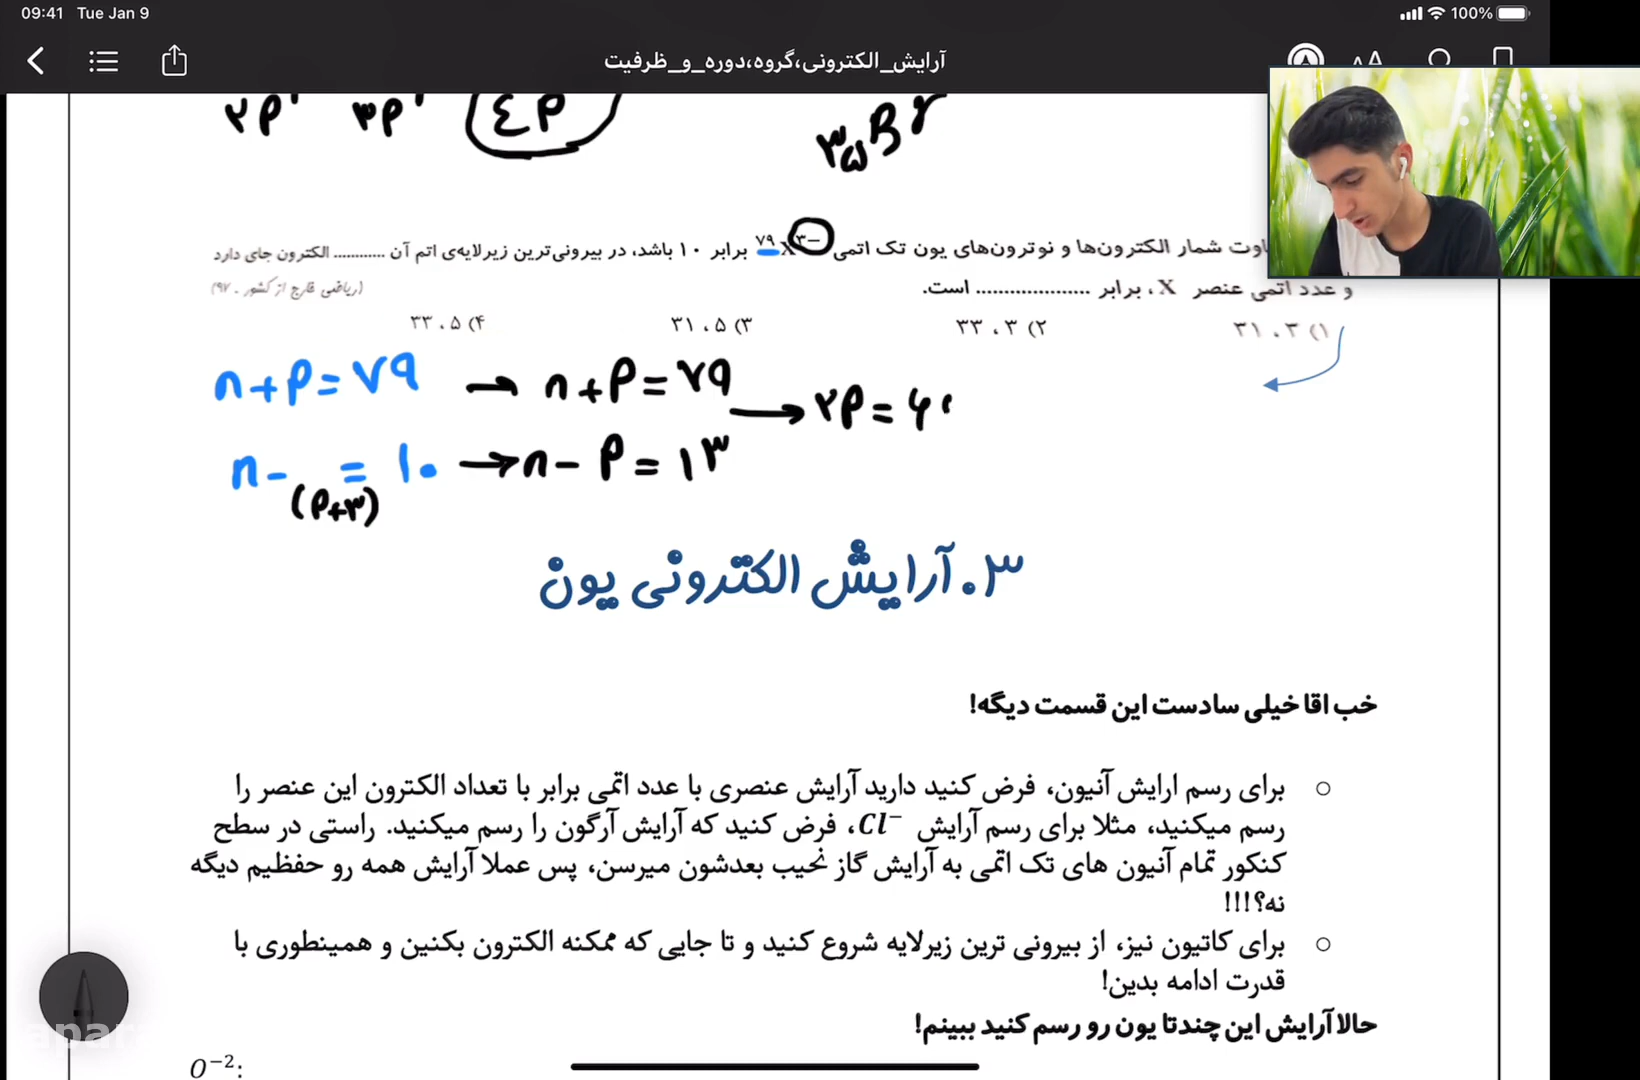 09:41 Tue Jan 9
100%
آرایش_الکترونی،گروه،دوره_و_ظرفیت
AA
۲p ۳p ۴p
۳۵Br
شمار الکترون‌ها و نوترون‌های یون تک اتمی ⁷⁹X³⁻ برابر ۱۰ باشد، در بیرونی‌ترین زیرلایه‌ی اتم آن ............ الکترون جای دارد
و عدد اتمی عنصر X، برابر ................... است.
(ریاضی خارج از کشور - ۹۷)
۱) ۳ ، ۳۱
۲) ۳ ، ۳۳
۳) ۵ ، ۳۱
۴) ۵ ، ۳۳
n+p=۷۹ → n+p=۷۹ → ۲p=۶
n-(p+۳)=۱۰ → n-p=۱۳
۳.آرایش الکترونی یون
خب اقا خیلی سادست این قسمت دیگه!
○ برای رسم ارایش آنیون، فرض کنید دارید آرایش عنصری با عدد اتمی برابر با تعداد الکترون این عنصر را
رسم میکنید، مثلا برای رسم آرایش Cl⁻، فرض کنید که آرایش آرگون را رسم میکنید. راستی در سطح
کنکور تمام آنیون های تک اتمی به آرایش گاز نجیب بعدشون میرسن، پس عملا آرایش همه رو حفظیم دیگه
نه؟!!!
○ برای کاتیون نیز، از بیرونی ترین زیرلایه شروع کنید و تا جایی که ممکنه الکترون بکنین و همینطوری با
قدرت ادامه بدین!
حالا آرایش این چندتا یون رو رسم کنید ببینم!
O⁻²: